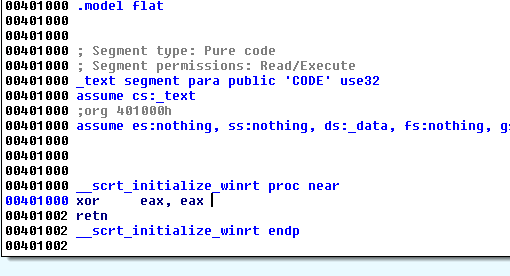 00401000 .model flat
00401000
00401000
00401000 ; Segment type: Pure code
00401000 ; Segment permissions: Read/Execute
00401000 _text segment para public 'CODE' use32
00401000 assume cs:_text
00401000 ;org 401000h
00401000 assume es:nothing, ss:nothing, ds:_data, fs:nothing, g
00401000
00401000
00401000
00401000 __scrt_initialize_winrt proc near
00401000 xor eax, eax
00401002 retn
00401002 __scrt_initialize_winrt endp
00401002